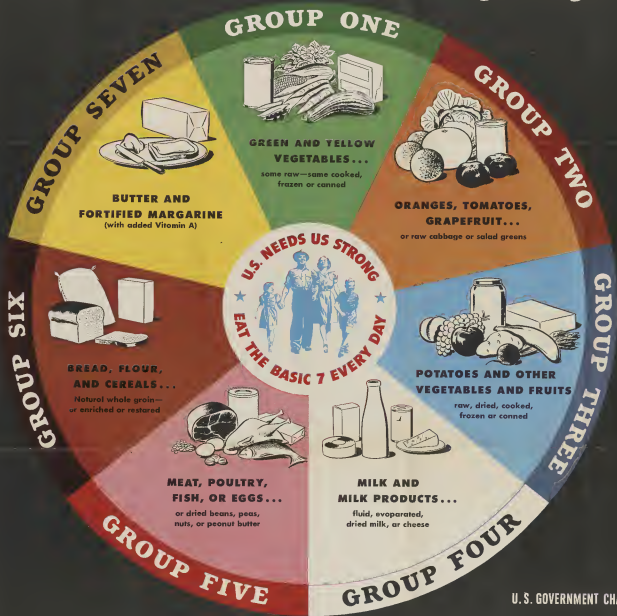 GROUP ONE
GREEN AND YELLOW
VEGETABLES...
some raw—some cooked,
frozen or canned
GROUP TWO
ORANGES, TOMATOES,
GRAPEFRUIT...
or raw cabbage or salad greens
GROUP THREE
POTATOES AND OTHER
VEGETABLES AND FRUITS
raw, dried, cooked,
frozen or canned
GROUP FOUR
MILK AND
MILK PRODUCTS...
fluid, evaporated,
dried milk, or cheese
GROUP FIVE
MEAT, POULTRY,
FISH, OR EGGS...
or dried beans, peas,
nuts, or peanut butter
GROUP SIX
BREAD, FLOUR,
AND CEREALS...
Natural whole grain—
or enriched or restored
GROUP SEVEN
BUTTER AND
FORTIFIED MARGARINE
(with added Vitamin A)
U.S. NEEDS US STRONG
EAT THE BASIC 7 EVERY DAY
U.S. GOVERNMENT CHA